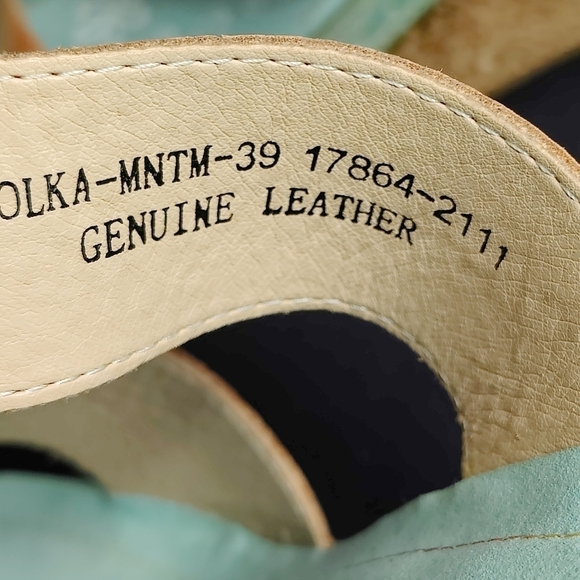 OLKA-MNTM-39 17864-2111
GENUINE LEATHER